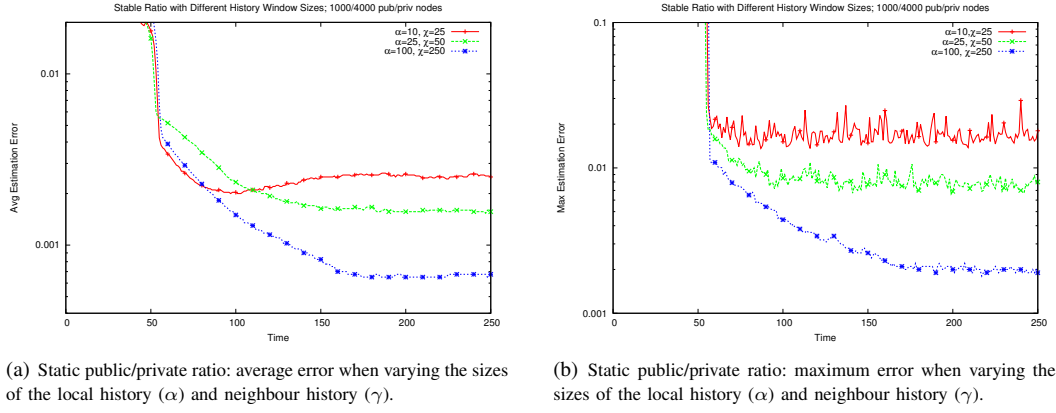 Stable Ratio with Different History Window Sizes; 1000/4000 pub/priv nodes
α=10, χ=25
α=25, χ=50
α=100, χ=250
0.01
0.001
Avg Estimation Error
0 50 100 150 200 250
Time
(a) Static public/private ratio: average error when varying the sizes
of the local history (α) and neighbour history (γ).
Stable Ratio with Different History Window Sizes; 1000/4000 pub/priv nodes
α=10,χ=25
α=25, χ=50
α=100, χ=250
0.1
0.01
0.001
Max Estimation Error
0 50 100 150 200 250
Time
(b) Static public/private ratio: maximum error when varying the
sizes of the local history (α) and neighbour history (γ).